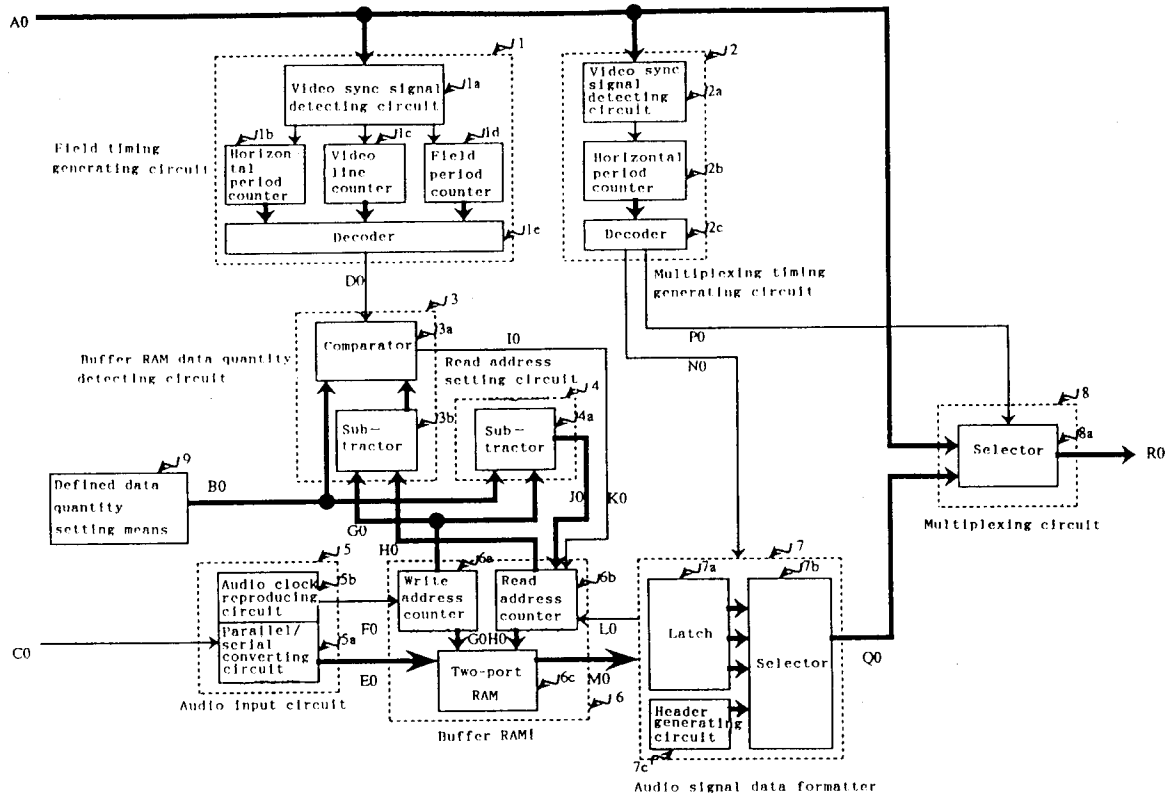 A0
1
2
Video sync signal
detecting circuit
1a
Video sync
signal
detecting
circuit
2a
Field timing
generating circuit
1b
Horizon
tal
period
counter
1c
Video
line
counter
1d
Field
period
counter
Horizontal
period
counter
2b
Decoder
1e
Decoder
2c
D0
Multiplexing timing
generating circuit
3
Comparator
3a
I0
P0
N0
Buffer RAM data quantity
detecting circuit
Read address
setting circuit
4
Sub-
tractor
3b
Sub-
tractor
4a
8
Selector
8a
R0
Multiplexing circuit
9
Defined data
quantity
setting means
B0
J0
K0
G0
H0
5
Audio clock
reproducing
circuit
5b
Parallel/
serial
converting
circuit
5a
C0
Audio input circuit
F0
E0
6a
Write
address
counter
Read
address
counter
6b
G0
H0
L0
Two-port
RAM
6c
M0
6
Buffer RAM!
7
7a
Latch
7b
Selector
Q0
Header
generating
circuit
7c
Audio signal data formatter